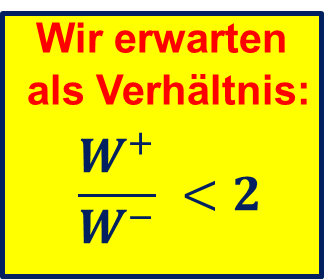 Wir erwarten
als Verhältnis:
W⁺
W⁻ < 2